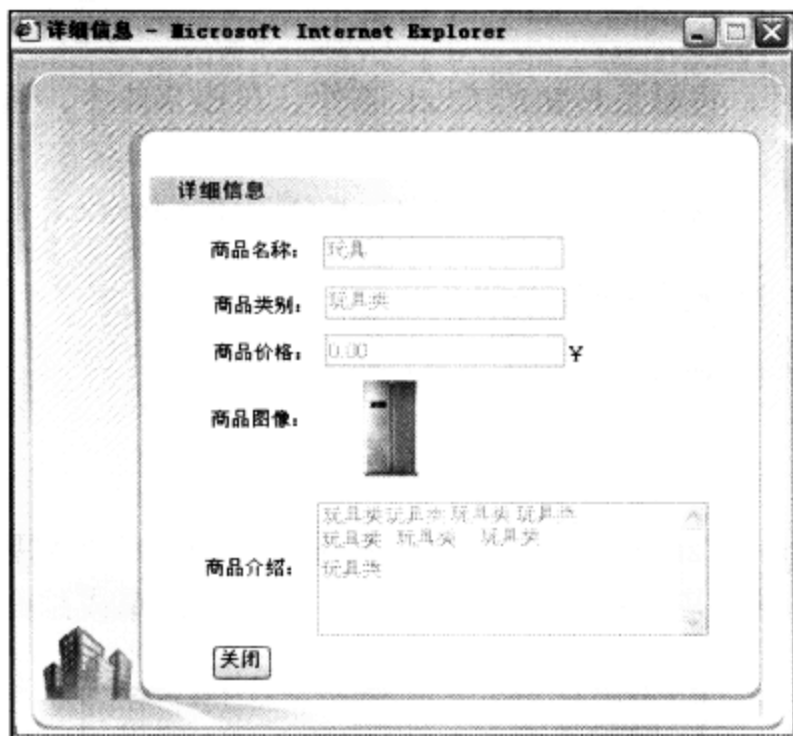 详细信息 - Microsoft Internet Explorer
详细信息
商品名称： 玩具
商品类别： 玩具类
商品价格： 0.00 ¥
商品图像：
商品介绍： 玩具类玩具类 玩具类 玩具类
玩具类 玩具类 玩具类
玩具类
关闭